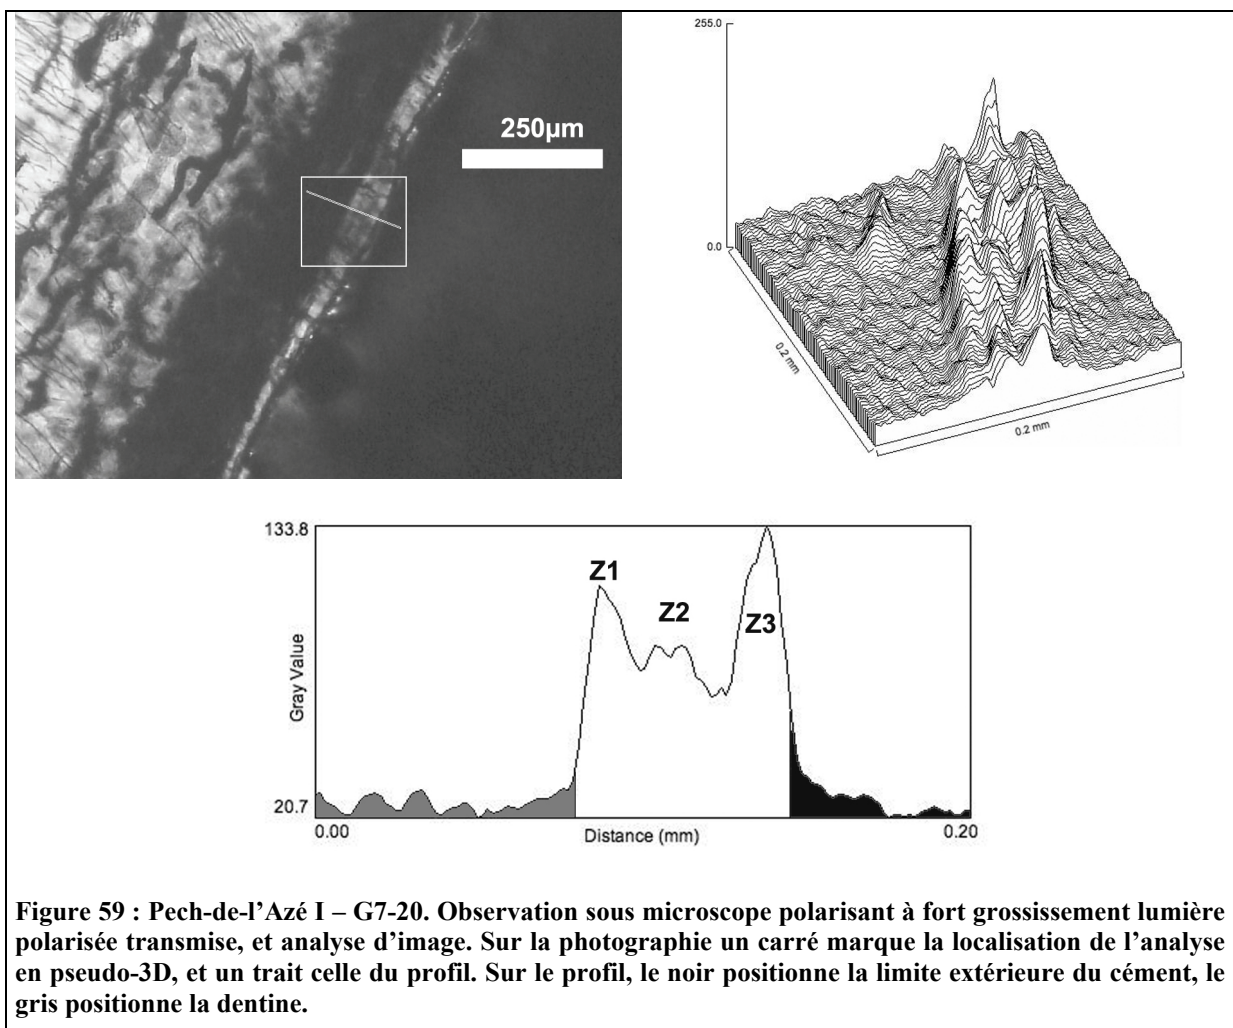 250µm
255.0
0.0
0.2 mm
0.2 mm
133.8
Z1
Z2
Z3
Gray Value
20.7
0.00
Distance (mm)
0.20
Figure 59 : Pech-de-l’Azé I – G7-20. Observation sous microscope polarisant à fort grossissement lumière
polarisée transmise, et analyse d’image. Sur la photographie un carré marque la localisation de l’analyse
en pseudo-3D, et un trait celle du profil. Sur le profil, le noir positionne la limite extérieure du cément, le
gris positionne la dentine.